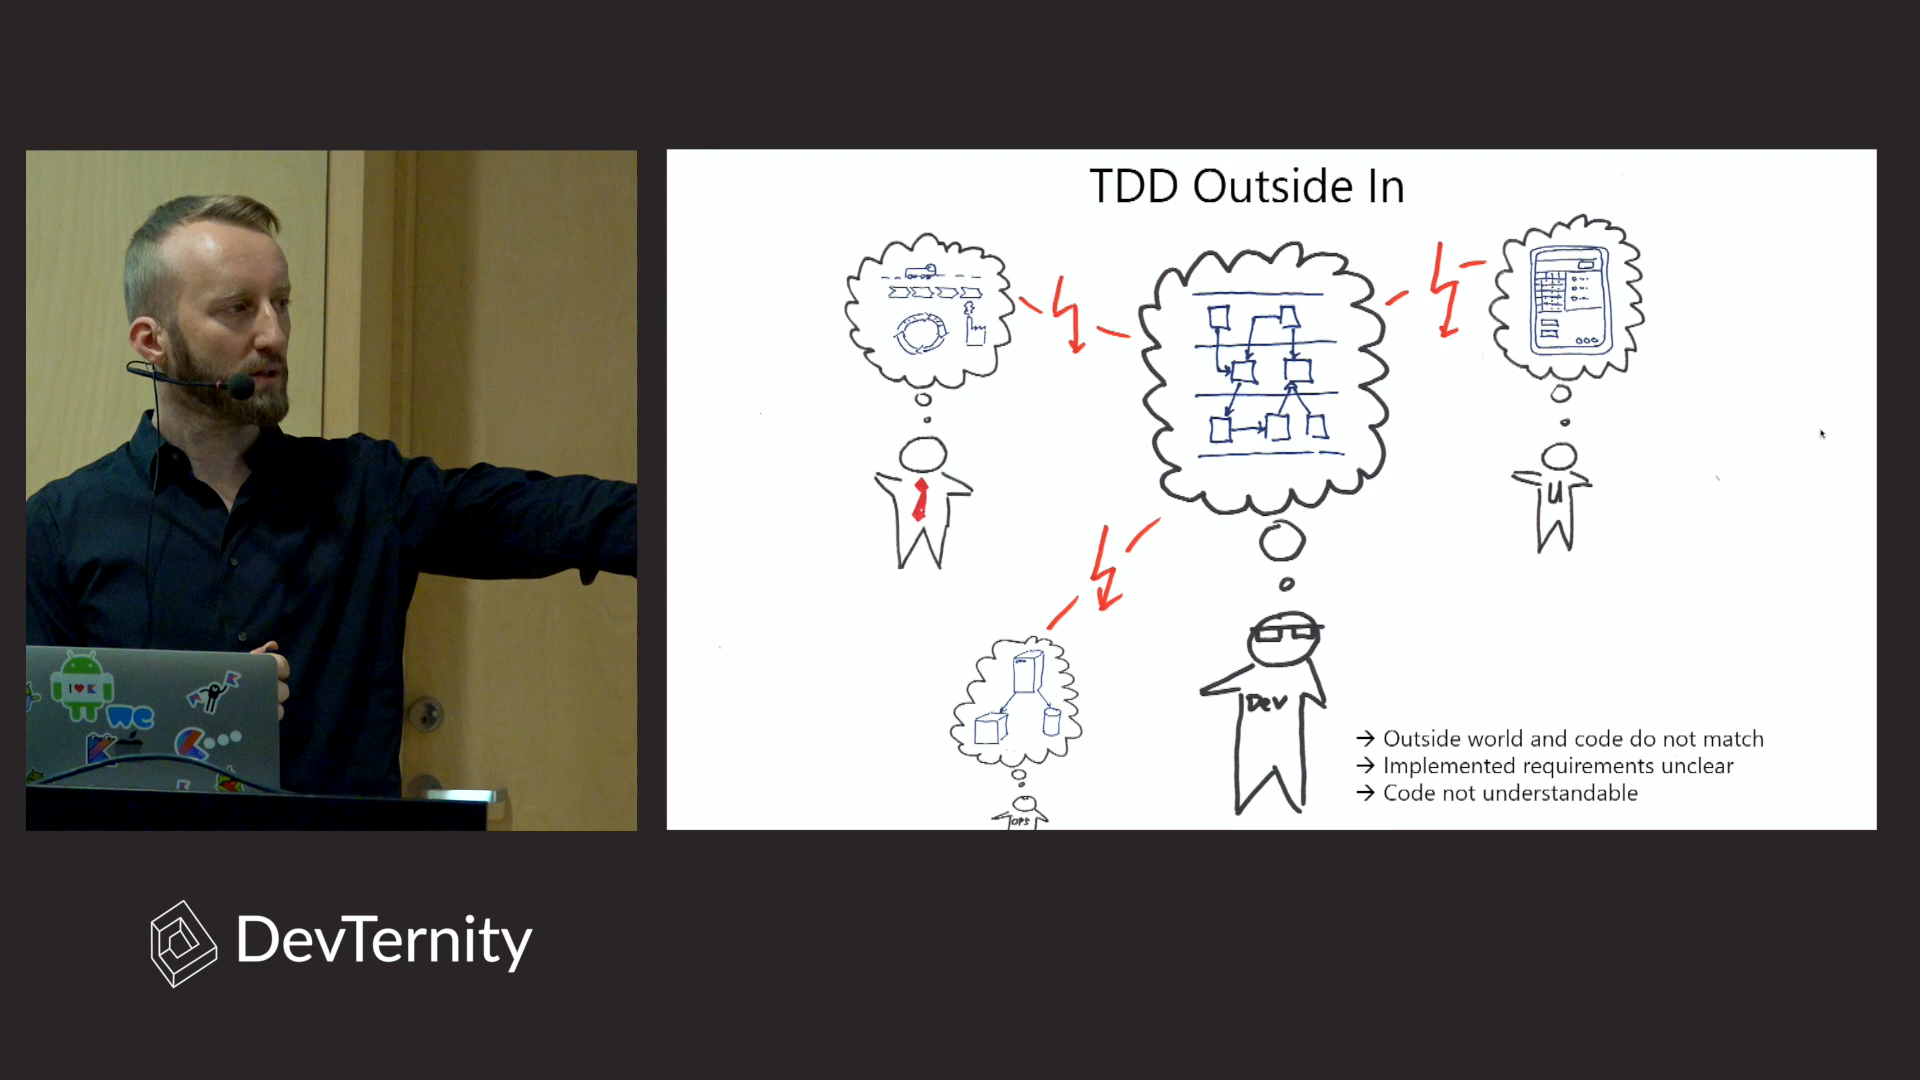 TDD Outside In
U
Dev
OPS
→ Outside world and code do not match
→ Implemented requirements unclear
→ Code not understandable
I ♥ K
we
DevTernity